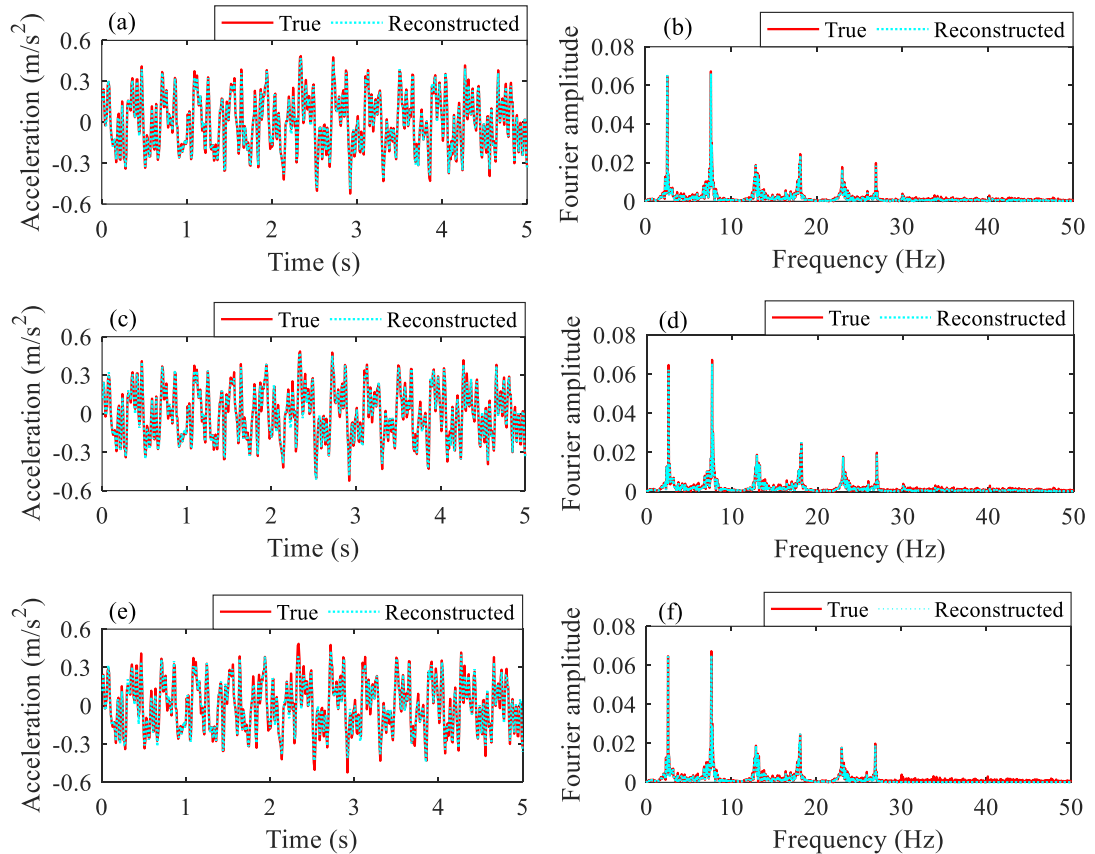 (a) True Reconstructed
Acceleration (m/s²)
0.6
0.3
0
-0.3
-0.6
0 1 2 3 4 5
Time (s)
(b) True Reconstructed
Fourier amplitude
0.08
0.06
0.04
0.02
0
0 10 20 30 40 50
Frequency (Hz)
(c) True Reconstructed
Acceleration (m/s²)
0.6
0.3
0
-0.3
-0.6
0 1 2 3 4 5
Time (s)
(d) True Reconstructed
Fourier amplitude
0.08
0.06
0.04
0.02
0
0 10 20 30 40 50
Frequency (Hz)
(e) True Reconstructed
Acceleration (m/s²)
0.6
0.3
0
-0.3
-0.6
0 1 2 3 4 5
Time (s)
(f) True Reconstructed
Fourier amplitude
0.08
0.06
0.04
0.02
0
0 10 20 30 40 50
Frequency (Hz)